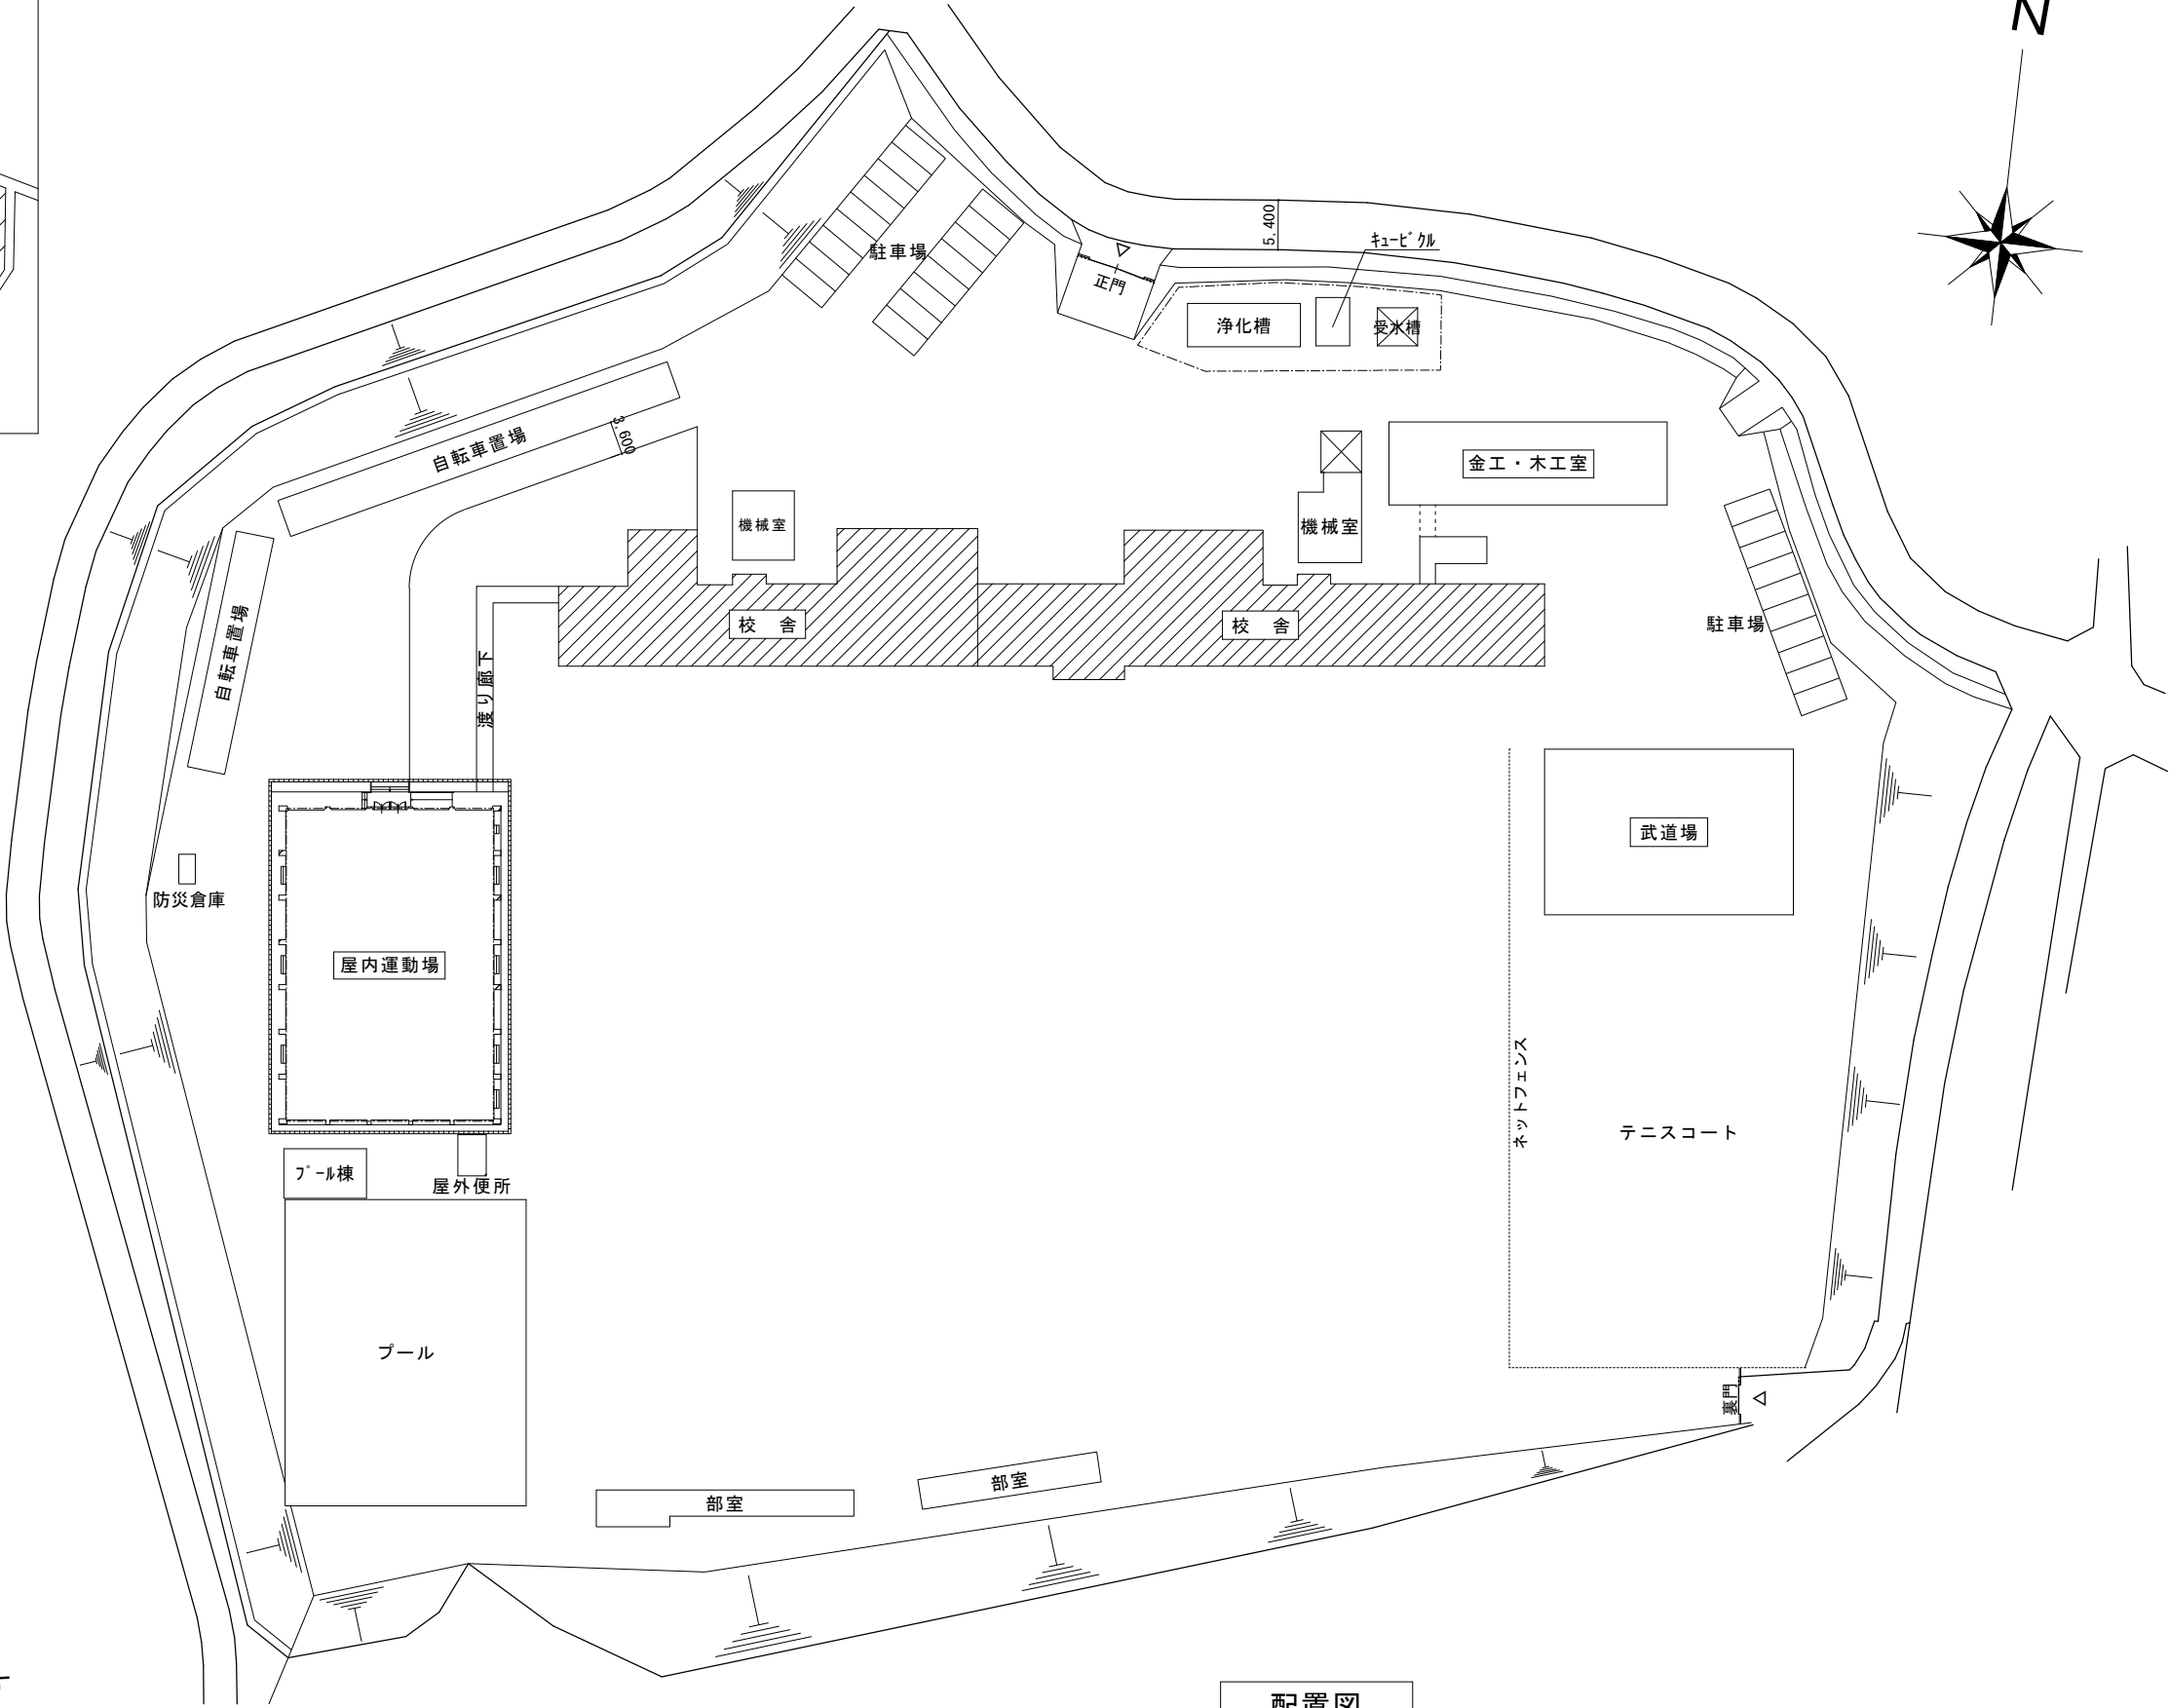 N
5,400
ｷｭｰﾋﾞｸﾙ
駐車場
正門
浄化槽
受水槽
3,600
自転車置場
金工・木工室
機械室
機械室
校　舎
校　舎
駐車場
自転車置場
渡り廊下
武道場
防災倉庫
屋内運動場
ネットフェンス
テニスコート
ﾌﾟｰﾙ棟
屋外便所
プール
裏門
部室
部室
配置図